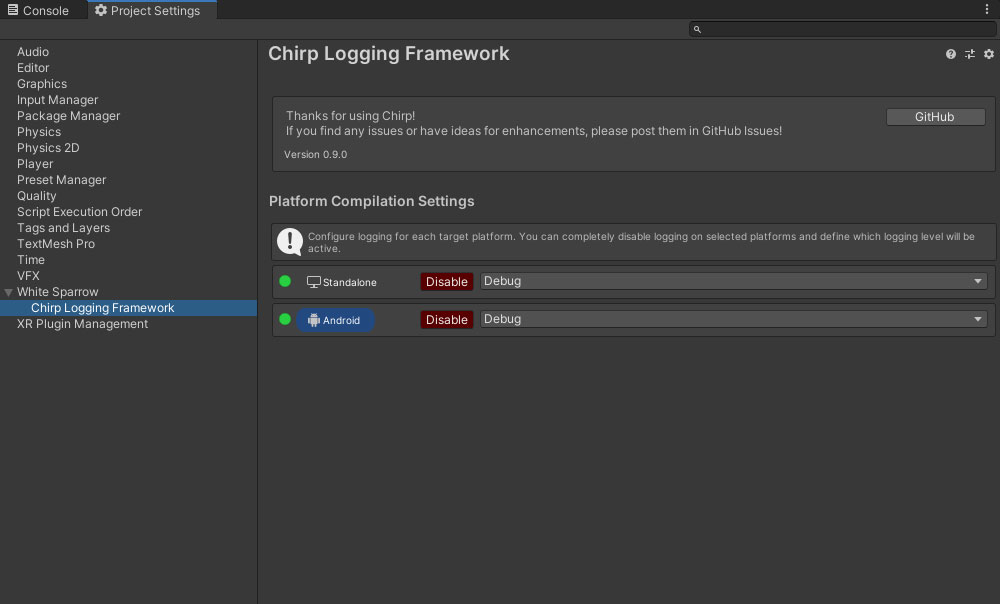 Console
Project Settings
Audio
Editor
Graphics
Input Manager
Package Manager
Physics
Physics 2D
Player
Preset Manager
Quality
Script Execution Order
Tags and Layers
TextMesh Pro
Time
VFX
White Sparrow
Chirp Logging Framework
XR Plugin Management
Chirp Logging Framework
Thanks for using Chirp!
If you find any issues or have ideas for enhancements, please post them in GitHub Issues!
GitHub
Version 0.9.0
Platform Compilation Settings
Configure logging for each target platform. You can completely disable logging on selected platforms and define which logging level will be
active.
Standalone Disable Debug
Android Disable Debug